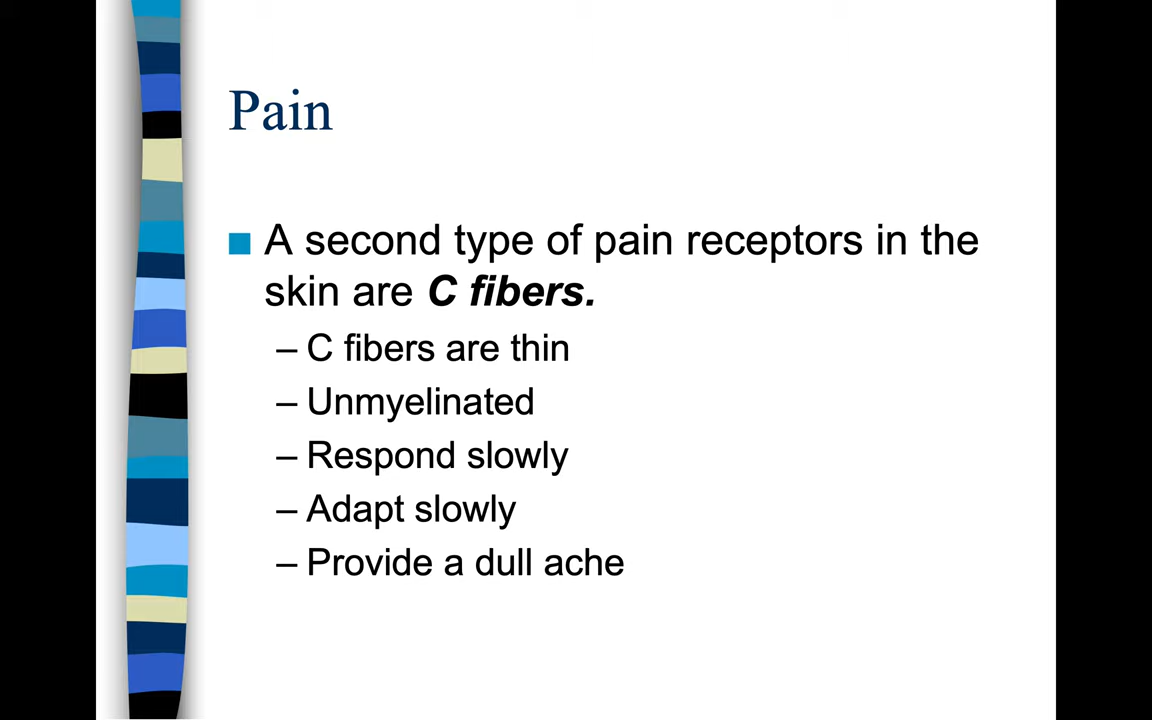 Pain
■ A second type of pain receptors in the
skin are C fibers.
– C fibers are thin
– Unmyelinated
– Respond slowly
– Adapt slowly
– Provide a dull ache